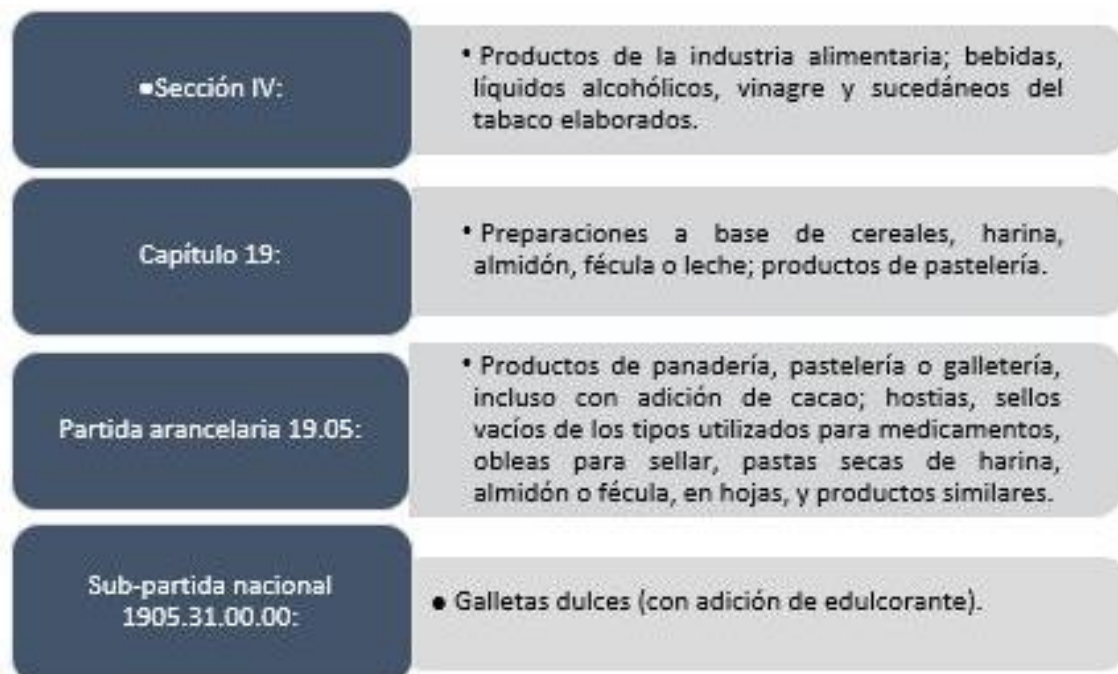 ▪Sección IV:
• Productos de la industria alimentaria; bebidas,
líquidos alcohólicos, vinagre y sucedáneos del
tabaco elaborados.
Capítulo 19:
• Preparaciones a base de cereales, harina,
almidón, fécula o leche; productos de pastelería.
Partida arancelaria 19.05:
• Productos de panadería, pastelería o galletería,
incluso con adición de cacao; hostias, sellos
vacíos de los tipos utilizados para medicamentos,
obleas para sellar, pastas secas de harina,
almidón o fécula, en hojas, y productos similares.
Sub-partida nacional
1905.31.00.00:
● Galletas dulces (con adición de edulcorante).